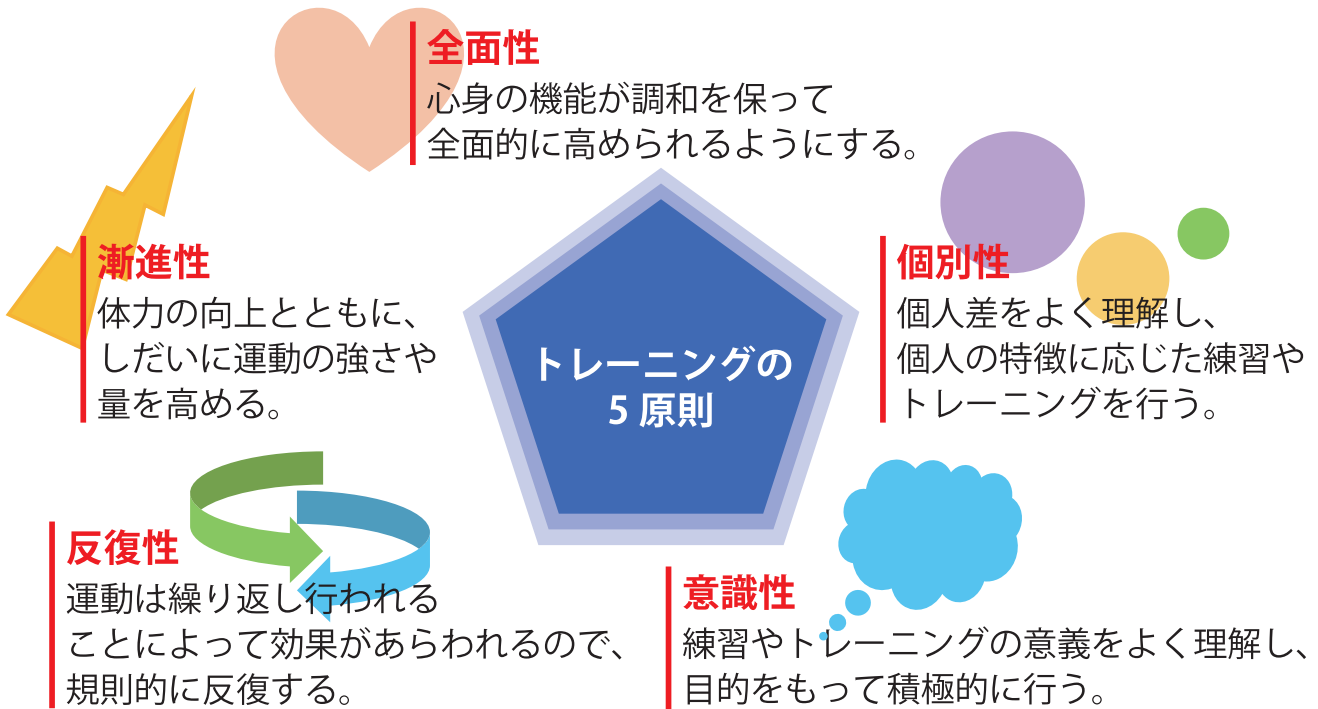 全面性
心身の機能が調和を保って
全面的に高められるようにする。
漸進性
体力の向上とともに、
しだいに運動の強さや
量を高める。
個別性
個人差をよく理解し、
個人の特徴に応じた練習や
トレーニングを行う。
トレーニングの
5 原則
反復性
運動は繰り返し行われる
ことによって効果があらわれるので、
規則的に反復する。
意識性
練習やトレーニングの意義をよく理解し、
目的をもって積極的に行う。